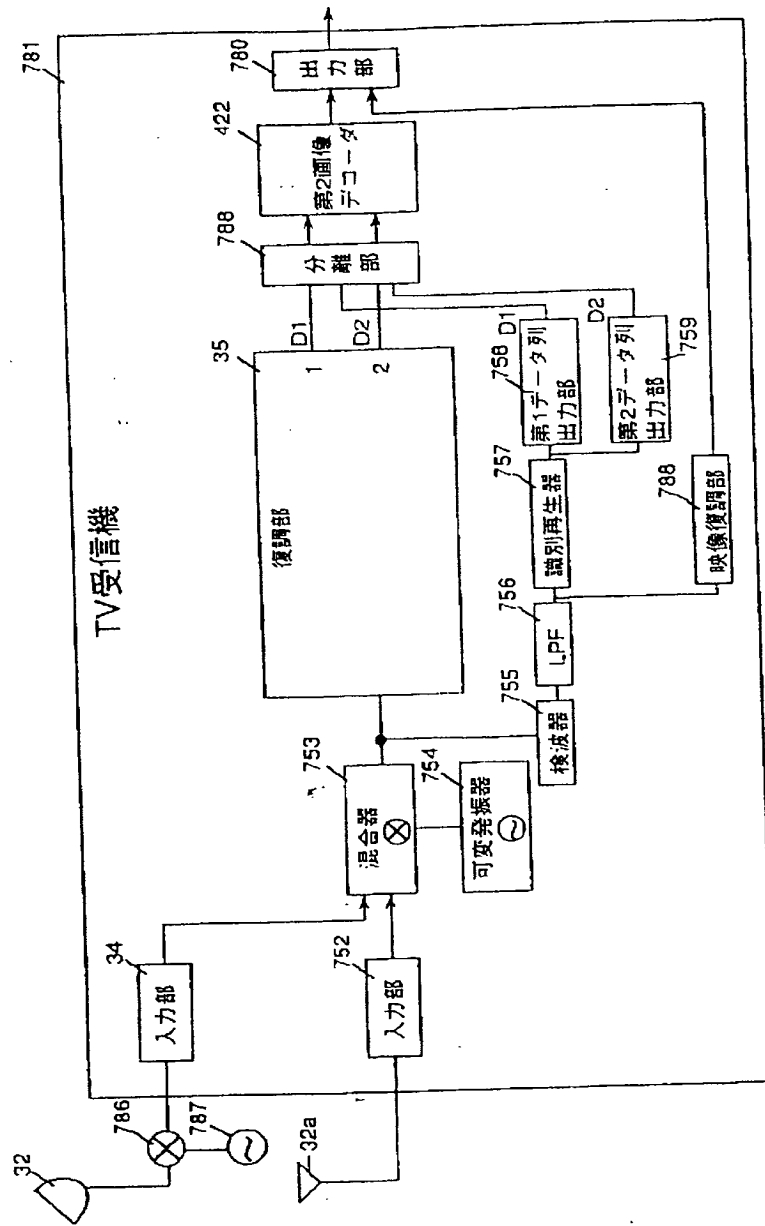 TV受信機
781
32
786
787
34
入力部
32a
752
入力部
753
混合器
754
可変発振器
35
復調部
1
2
D1
D2
788
分離部
422
第2画像
デコーダ
780
出力部
755
検波器
756
LPF
757
識別再生器
758
第1データ列
出力部
D1
759
第2データ列
出力部
D2
788
映像復調部